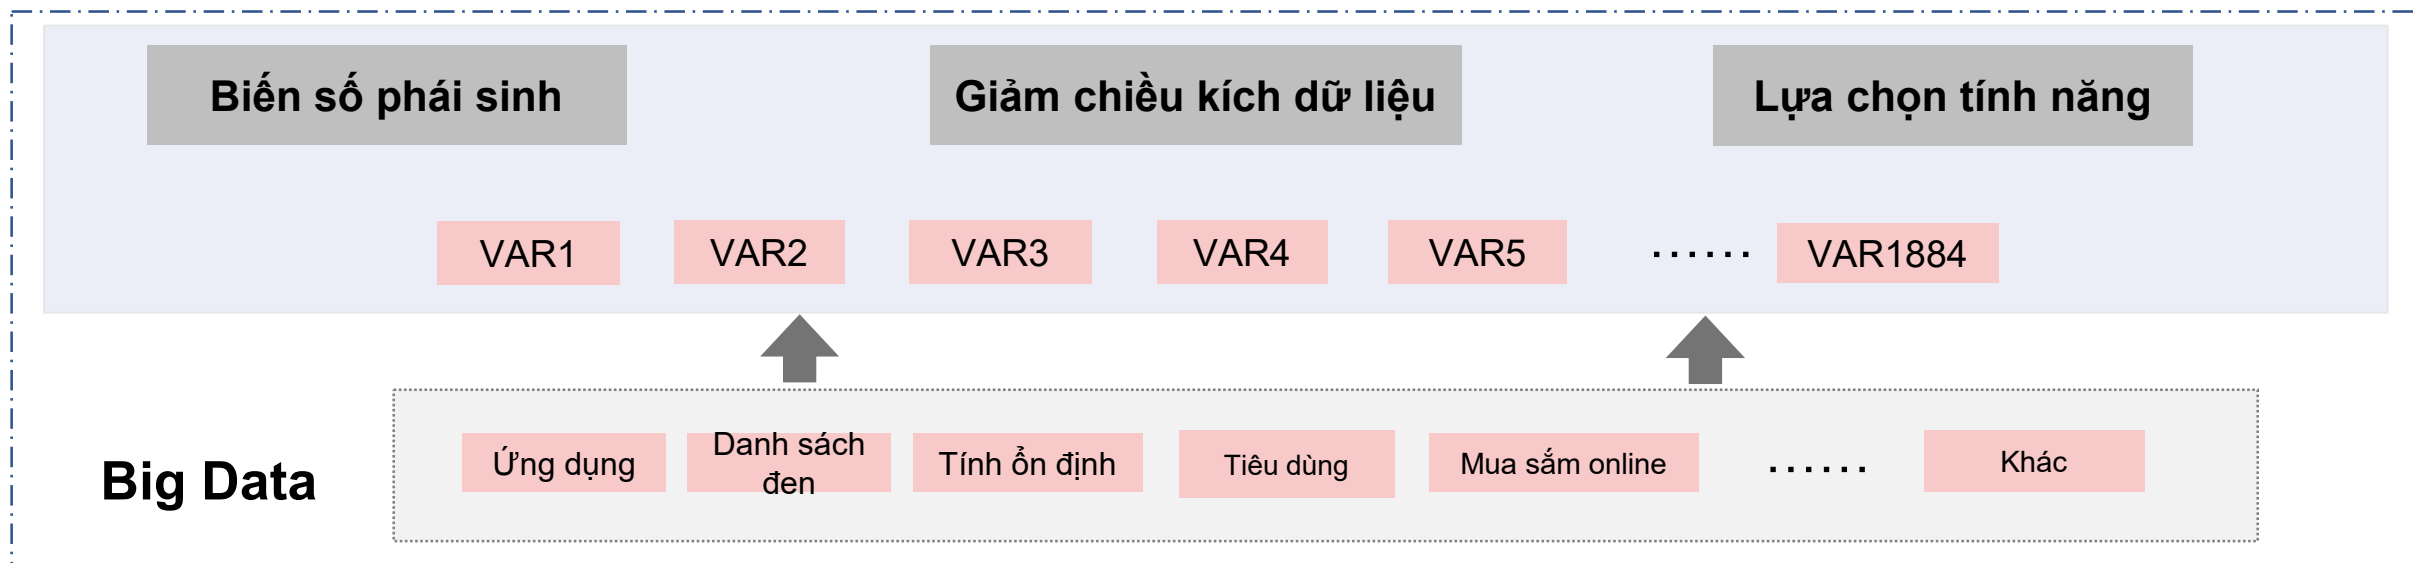 Biến số phái sinh
Giảm chiều kích dữ liệu
Lựa chọn tính năng
VAR1
VAR2
VAR3
VAR4
VAR5
......
VAR1884
Big Data
Ứng dụng
Danh sách
đen
Tính ổn định
Tiêu dùng
Mua sắm online
......
Khác